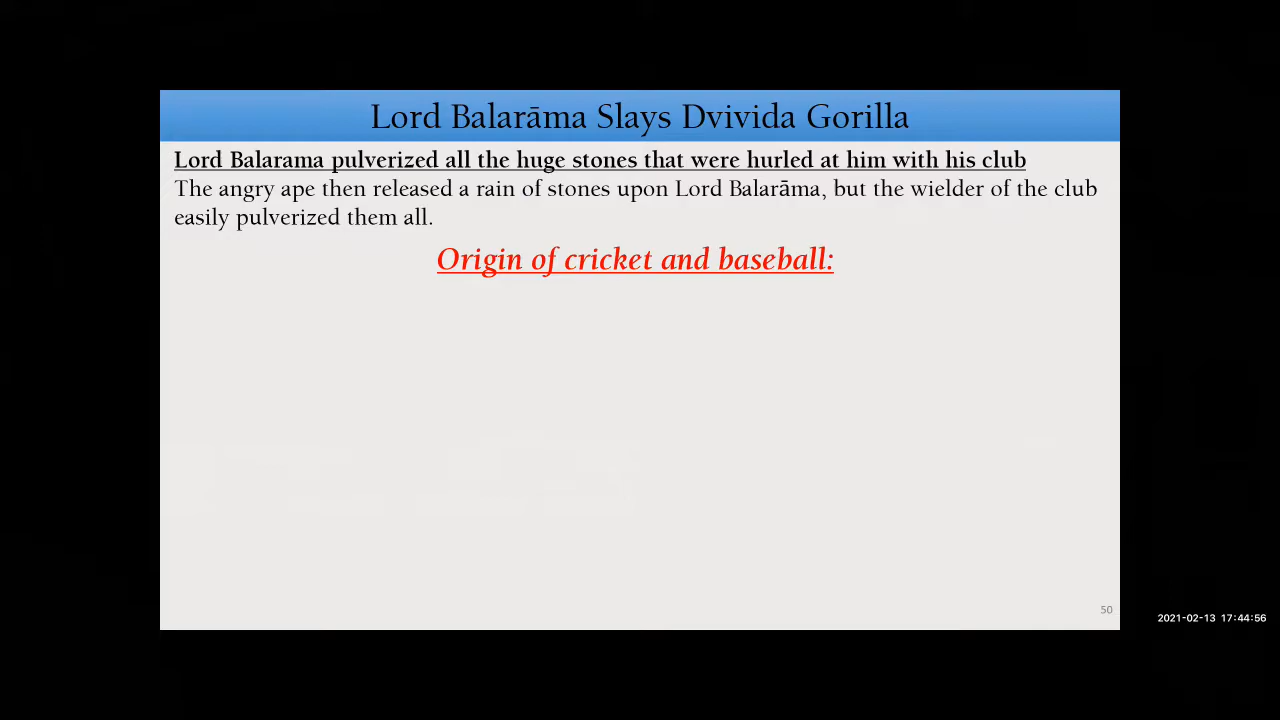 Lord Balarāma Slays Dvivida Gorilla
Lord Balarama pulverized all the huge stones that were hurled at him with his club
The angry ape then released a rain of stones upon Lord Balarāma, but the wielder of the club
easily pulverized them all.
Origin of cricket and baseball:
50
2021-02-13 17:44:56